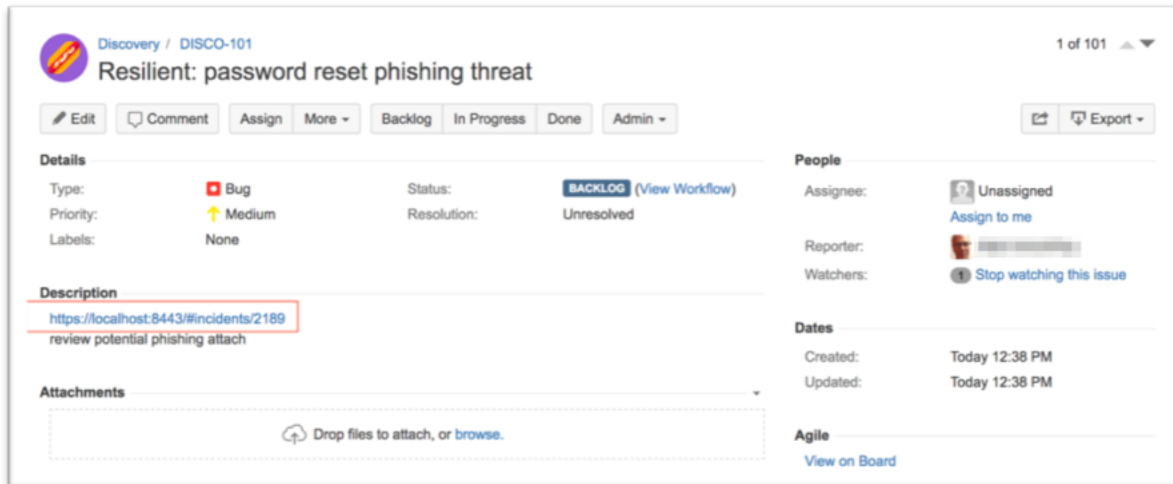 Discovery / DISCO-101
1 of 101
Resilient: password reset phishing threat
Edit Comment Assign More Backlog In Progress Done Admin Export
Details
Type: Bug Status: BACKLOG (View Workflow)
Priority: Medium Resolution: Unresolved
Labels: None
Description
https://localhost:8443/#incidents/2189
review potential phishing attach
Attachments
Drop files to attach, or browse.
People
Assignee: Unassigned
Assign to me
Reporter:
Watchers: 1 Stop watching this issue
Dates
Created: Today 12:38 PM
Updated: Today 12:38 PM
Agile
View on Board